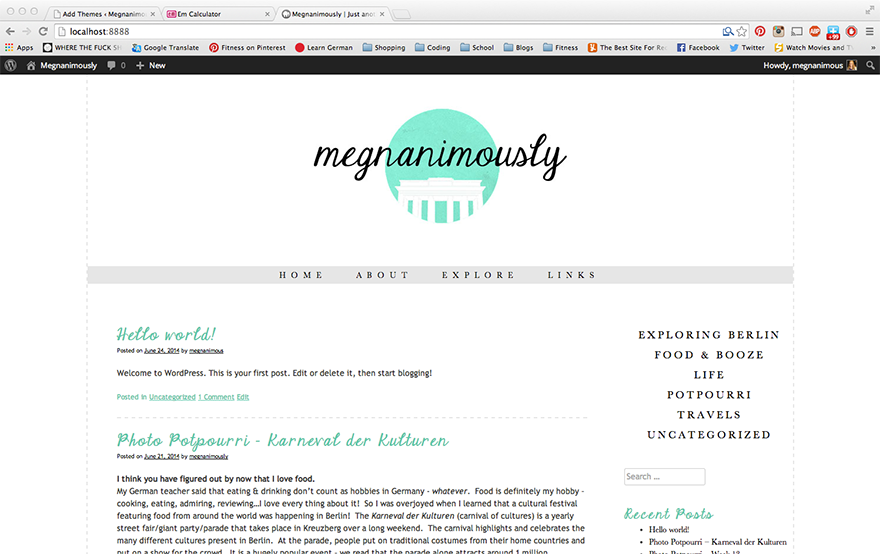 Add Themes ‹ Megnanimou
Em Calculator
Megnanimously | Just anot
localhost:8888
Apps
WHERE THE FUCK SH
Google Translate
Fitness on Pinterest
Learn German
Shopping
Coding
School
Blogs
Fitness
The Best Site For Re
Facebook
Twitter
Watch Movies and T
+99
Megnanimously
0
New
Howdy, megnanimous
megnanimously
HOME
ABOUT
EXPLORE
LINKS
Hello world!
Posted on June 24, 2014 by megnanimous
Welcome to WordPress. This is your first post. Edit or delete it, then start blogging!
Posted in Uncategorized 1 Comment Edit
Photo Potpourri - Karneval der Kulturen
Posted on June 21, 2014 by megnanimously
I think you have figured out by now that I love food.
My German teacher said that eating & drinking don't count as hobbies in Germany - whatever. Food is definitely my hobby -
cooking, eating, admiring, reviewing...I love every thing about it! So I was overjoyed when I learned that a cultural festival
featuring food from around the world was happening in Berlin! The Karneval der Kulturen (carnival of cultures) is a yearly
street fair/giant party/parade that takes place in Kreuzberg over a long weekend. The carnival highlights and celebrates the
many different cultures present in Berlin. At the parade, people put on traditional costumes from their home countries and
put on a show for the crowd. It is a hugely popular event - we read that the parade alone attracts around 1 million
EXPLORING BERLIN
FOOD & BOOZE
LIFE
POTPOURRI
TRAVELS
UNCATEGORIZED
Search ...
Recent Posts
Hello world!
Photo Potpourri – Karneval der Kulturen